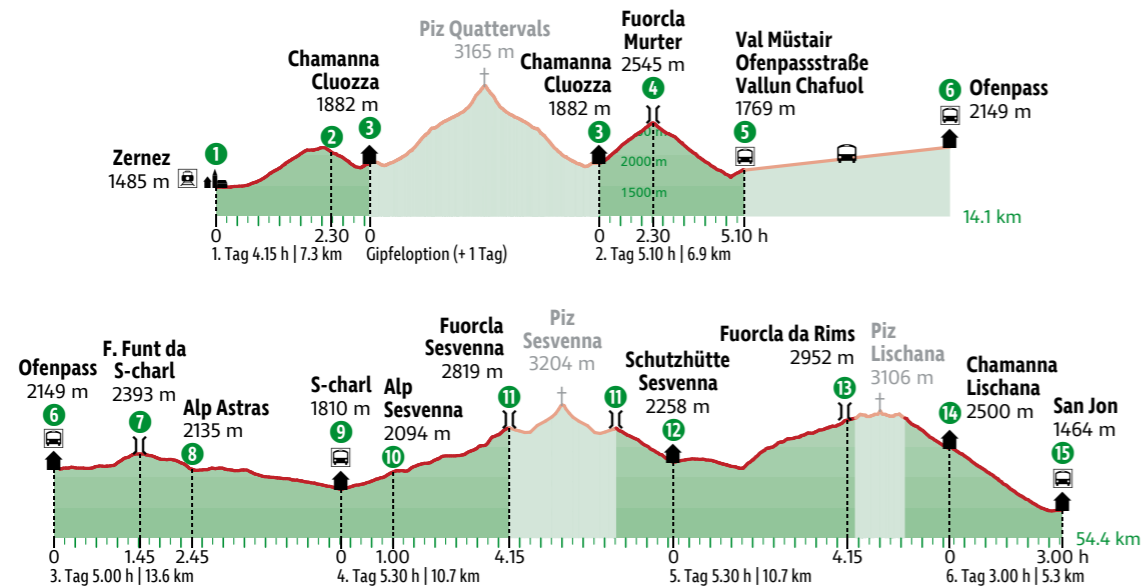 Piz Quattervals
3165 m
Fuorcla
Murter
2545 m
Chamanna
Cluozza
1882 m
Chamanna
Cluozza
1882 m
Val Müstair
Ofenpassstraße
Vallun Chafuol
1769 m
6 Ofenpass
2149 m
Zernez
1485 m
1
2
3
3
4
5
2000 m
1500 m
14.1 km
0
2.30
0
0
2.30
5.10 h
1. Tag 4.15 h | 7.3 km
Gipfeloption (+ 1 Tag)
2. Tag 5.10 h | 6.9 km
Ofenpass
2149 m
6
F. Funt da
S-charl
2393 m
7
Alp Astras
2135 m
8
S-charl
1810 m
9
Alp
Sesvenna
2094 m
10
Fuorcla
Sesvenna
2819 m
11
Piz
Sesvenna
3204 m
11
Schutzhütte
Sesvenna
2258 m
12
Fuorcla da Rims
2952 m
13
Piz
Lischana
3106 m
Chamanna
Lischana
14 2500 m
San Jon
1464 m
15
54.4 km
0
1.45
2.45
0
1.00
4.15
0
4.15
0
3.00 h
3. Tag 5.00 h | 13.6 km
4. Tag 5.30 h | 10.7 km
5. Tag 5.30 h | 10.7 km
6. Tag 3.00 h | 5.3 km